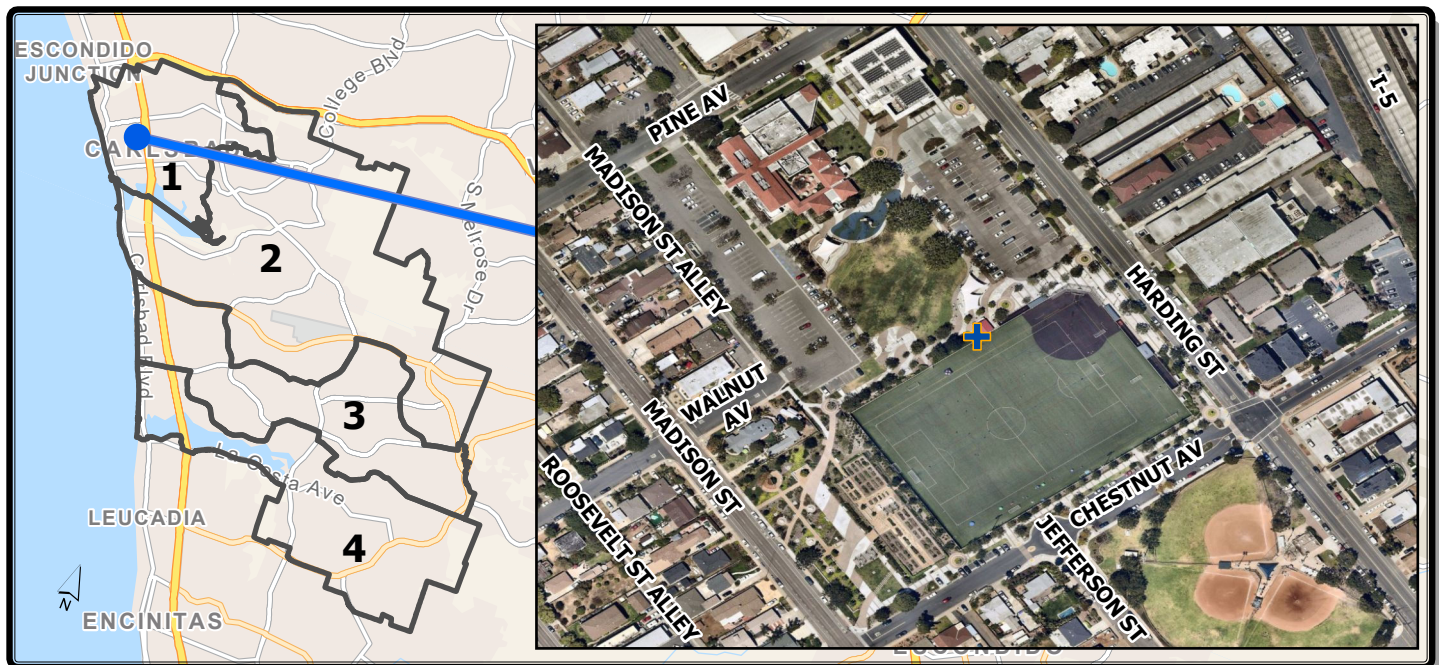 ESCONDIDO
JUNCTION
College Blvd
CARLSBAD
1
2
S Melrose Dr
Carlsbad Blvd
3
La Costa Ave
LEUCADIA
4
N
ENCINITAS
PINE AV
I-5
MADISON ST ALLEY
HARDING ST
WALNUT
AV
MADISON ST
CHESTNUT AV
ROOSEVELT ST ALLEY
JEFFERSON ST
ESCONDIDO